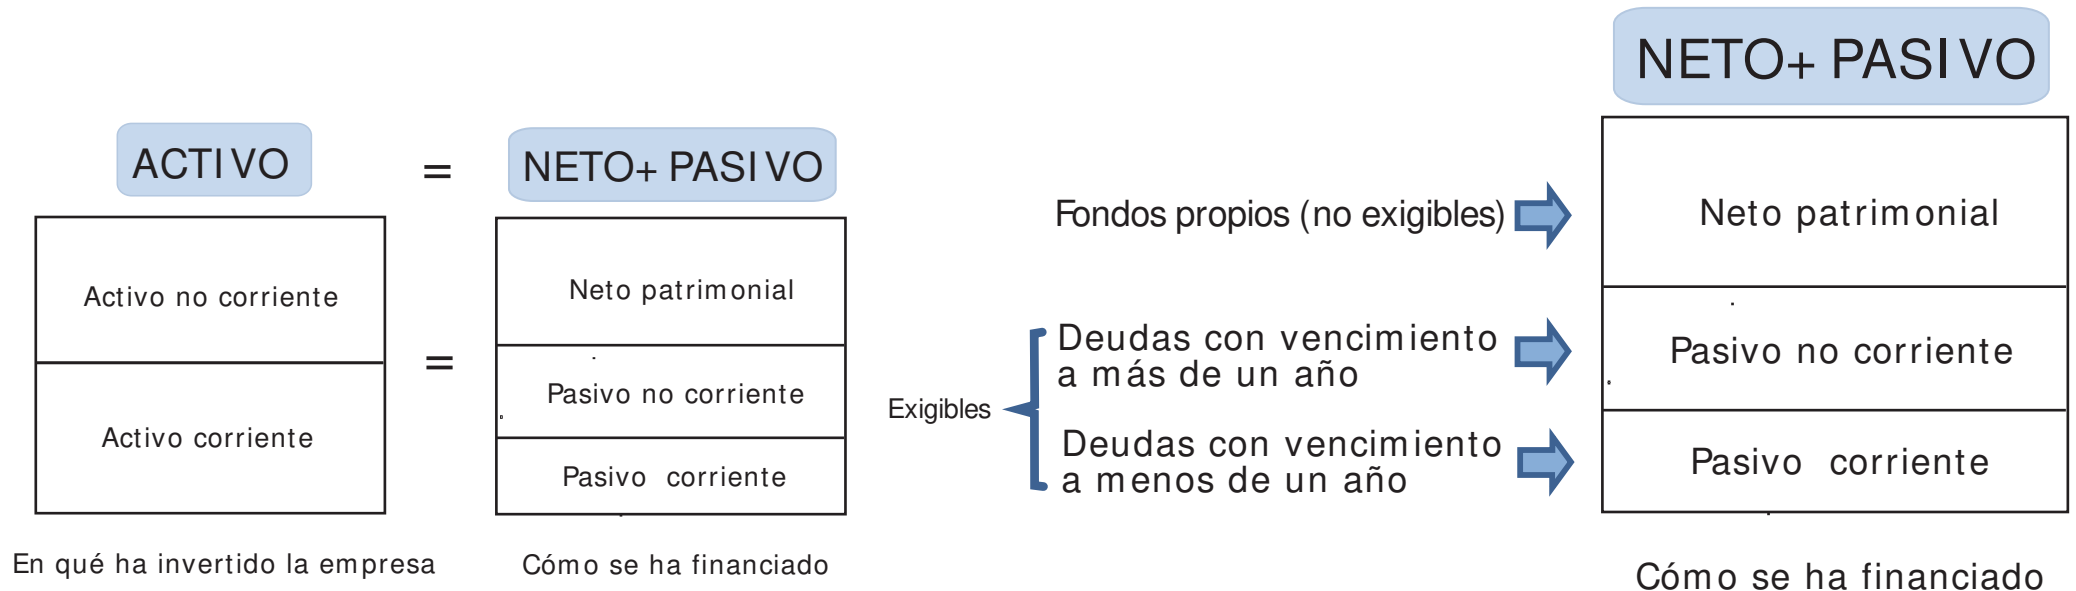 ACTIVO
=
NETO+ PASIVO
Activo no corriente
Activo corriente
=
Neto patrimonial
Pasivo no corriente
Pasivo corriente
En qué ha invertido la empresa
Cómo se ha financiado
NETO+ PASIVO
Fondos propios (no exigibles)
Neto patrimonial
Exigibles
Deudas con vencimiento
a más de un año
Pasivo no corriente
Deudas con vencimiento
a menos de un año
Pasivo corriente
Cómo se ha financiado